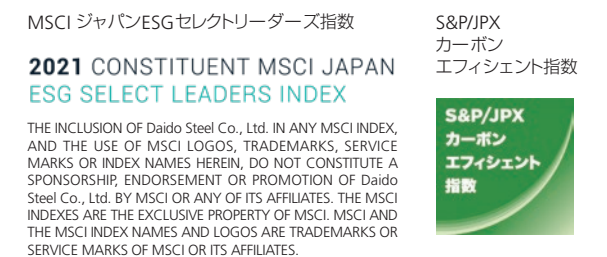 MSCI ジャパンESGセレクトリーダーズ指数
2021 CONSTITUENT MSCI JAPAN
ESG SELECT LEADERS INDEX
THE INCLUSION OF Daido Steel Co., Ltd. IN ANY MSCI INDEX,
AND THE USE OF MSCI LOGOS, TRADEMARKS, SERVICE
MARKS OR INDEX NAMES HEREIN, DO NOT CONSTITUTE A
SPONSORSHIP, ENDORSEMENT OR PROMOTION OF Daido
Steel Co., Ltd. BY MSCI OR ANY OF ITS AFFILIATES. THE MSCI
INDEXES ARE THE EXCLUSIVE PROPERTY OF MSCI. MSCI AND
THE MSCI INDEX NAMES AND LOGOS ARE TRADEMARKS OR
SERVICE MARKS OF MSCI OR ITS AFFILIATES.
S&P/JPX
カーボン
エフィシェント指数
S&P/JPX
カーボン
エフィシェント
指数